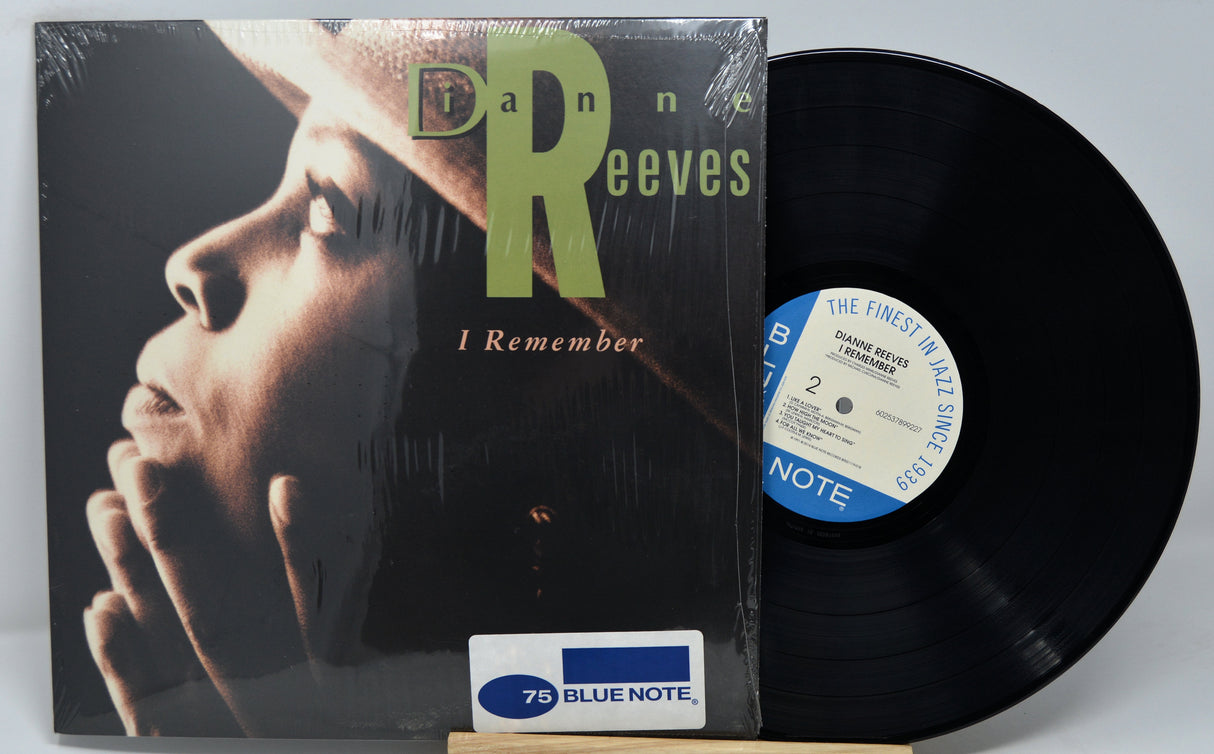 Dianne
Reeves
I Remember
75 BLUE NOTE®
THE FINEST IN JAZZ SINCE 1939
DIANNE REEVES
I REMEMBER
2
602537899227
1. LIKE A LOVER*
2. HOW HIGH THE MOON*
3. YOU TAUGHT MY HEART TO SING*
4. FOR ALL WE KNOW*
NOTE®